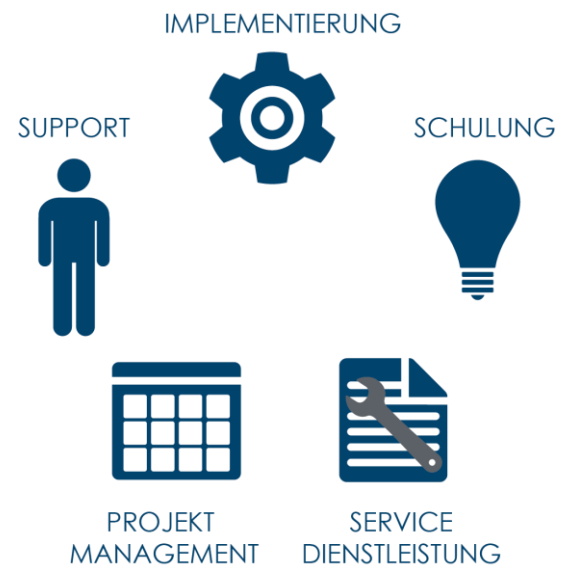 IMPLEMENTIERUNG
SUPPORT
SCHULUNG
PROJEKT
MANAGEMENT
SERVICE
DIENSTLEISTUNG